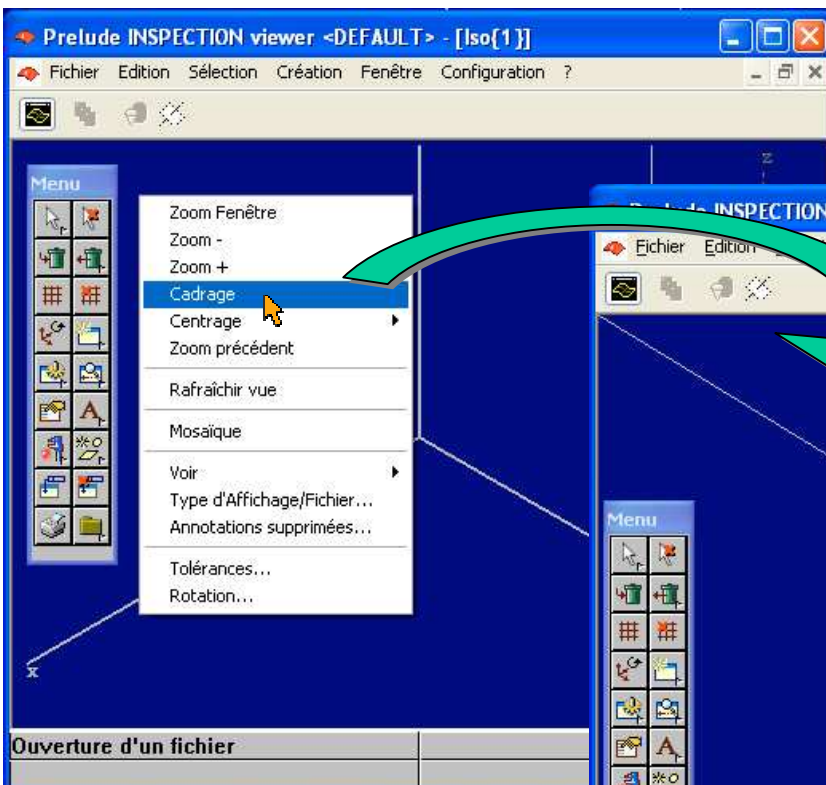 Prelude INSPECTION viewer <DEFAULT> - [Iso{1}]
Fichier Edition Sélection Création Fenêtre Configuration ?
z
Menu
Zoom Fenêtre
Zoom -
Zoom +
Cadrage
Centrage
Zoom précédent
Rafraîchir vue
Mosaïque
Voir
Type d'Affichage/Fichier...
Annotations supprimées...
Tolérances...
Rotation...
x
Ouverture d'un fichier
INSPECTION
Fichier Edition
Menu